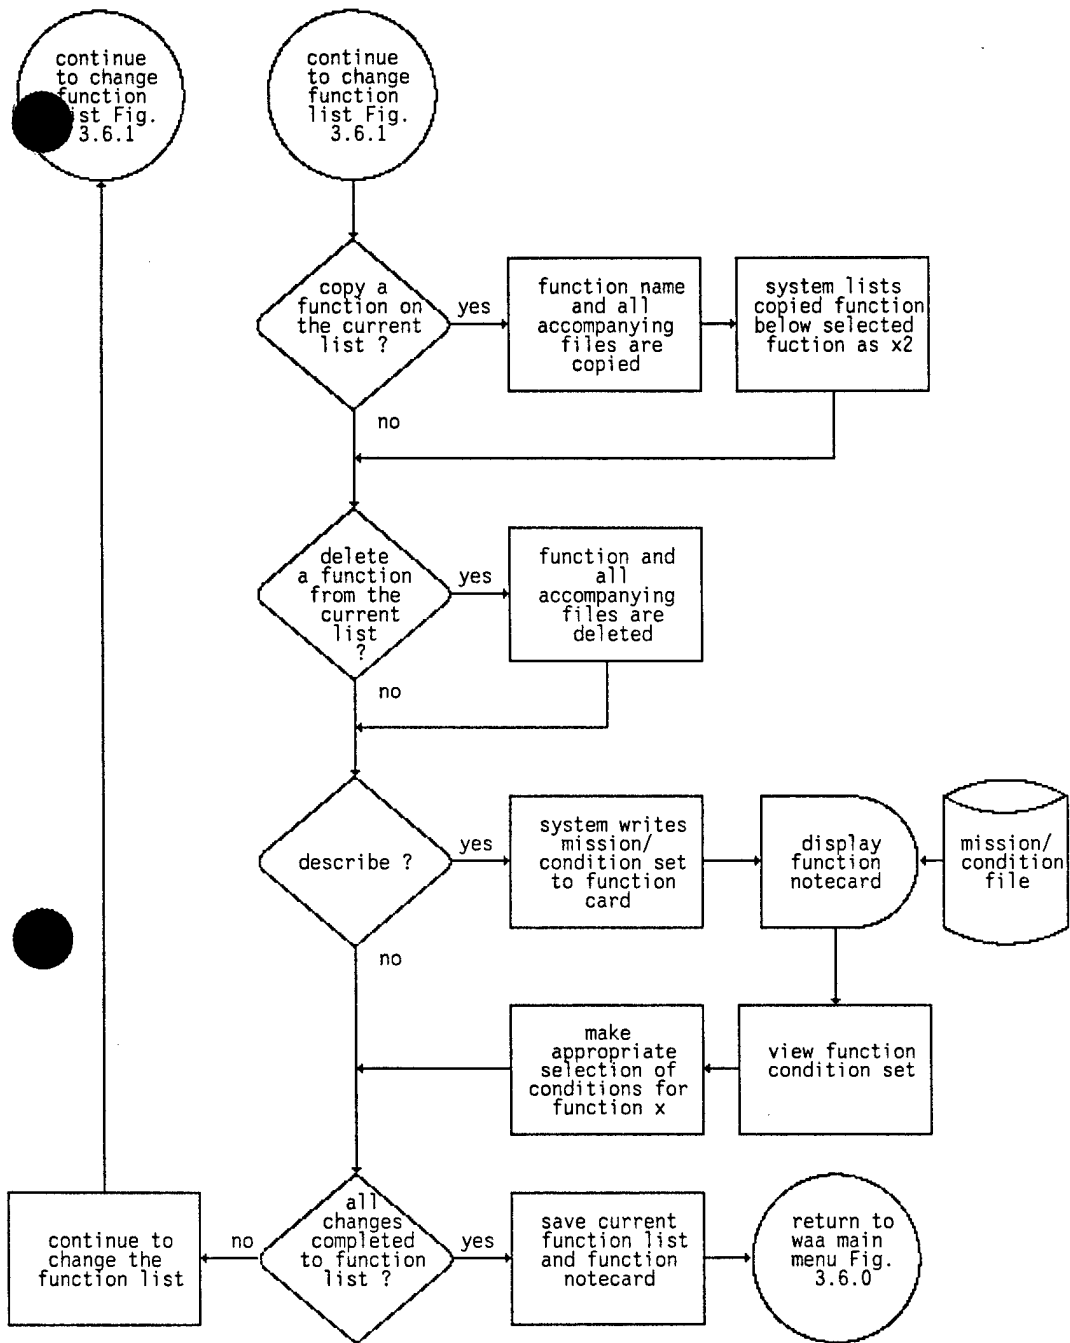 continue
to change
function
ist Fig.
3.6.1
continue
to change
function
list Fig.
3.6.1
copy a
function on
the current
list ?
yes
no
function name
and all
accompanying
files are
copied
system lists
copied function
below selected
fuction as x2
delete
a function
from the
current
list
?
yes
no
function and
all
accompanying
files are
deleted
describe ?
yes
no
system writes
mission/
condition set
to function
card
display
function
notecard
mission/
condition
file
view function
condition set
make
appropriate
selection of
conditions for
function x
all
changes
completed
to function
list ?
no
yes
continue to
change the
function list
save current
function list
and function
notecard
return to
waa main
menu Fig.
3.6.0